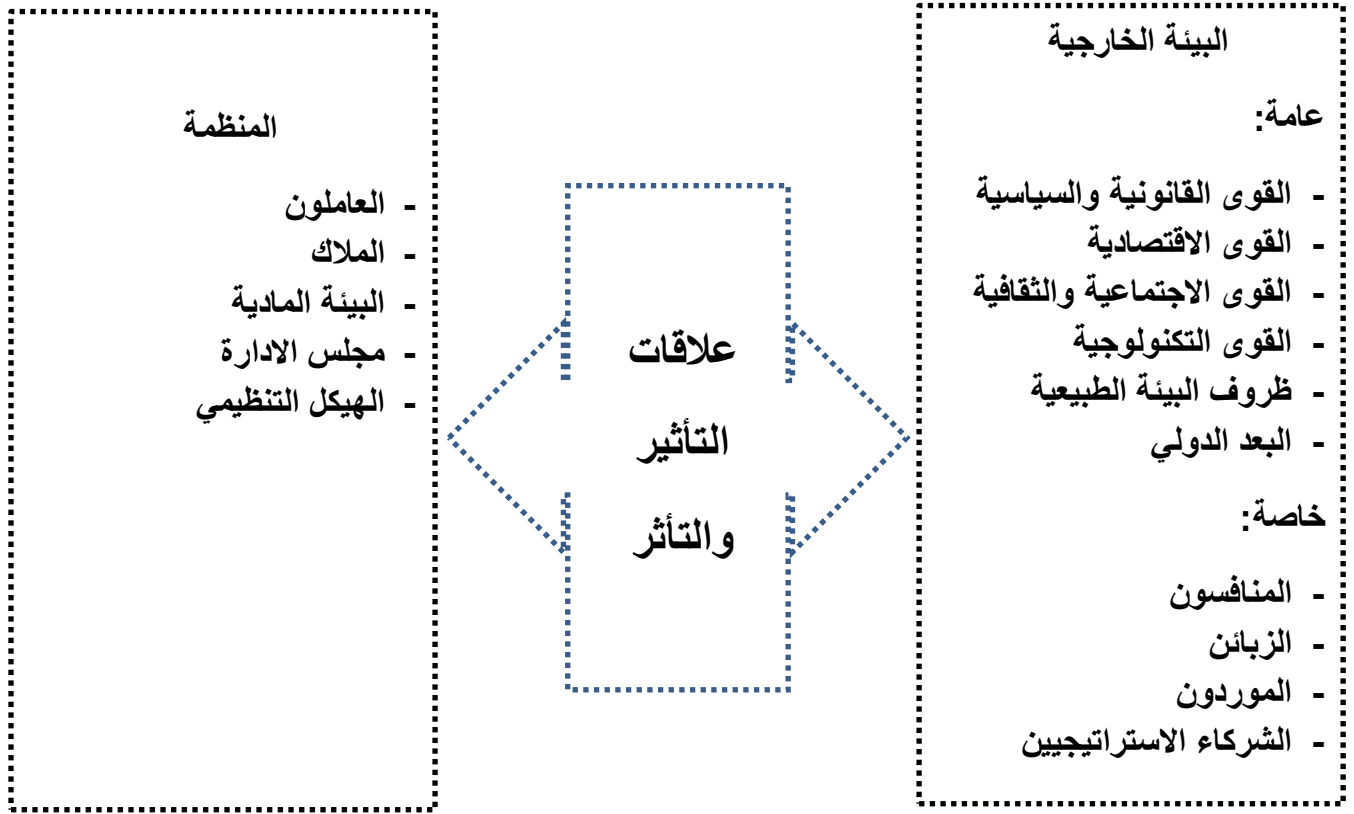 البيئة الخارجية
عامة:
- القوى القانونية والسياسية
- القوى الاقتصادية
- القوى الاجتماعية والثقافية
- القوى التكنولوجية
- ظروف البيئة الطبيعية
- البعد الدولي
خاصة:
- المنافسون
- الزبائن
- الموردون
- الشركاء الاستراتيجيين
علاقات
التأثير
والتأثر
المنظمة
- العاملون
- الملاك
- البيئة المادية
- مجلس الادارة
- الهيكل التنظيمي